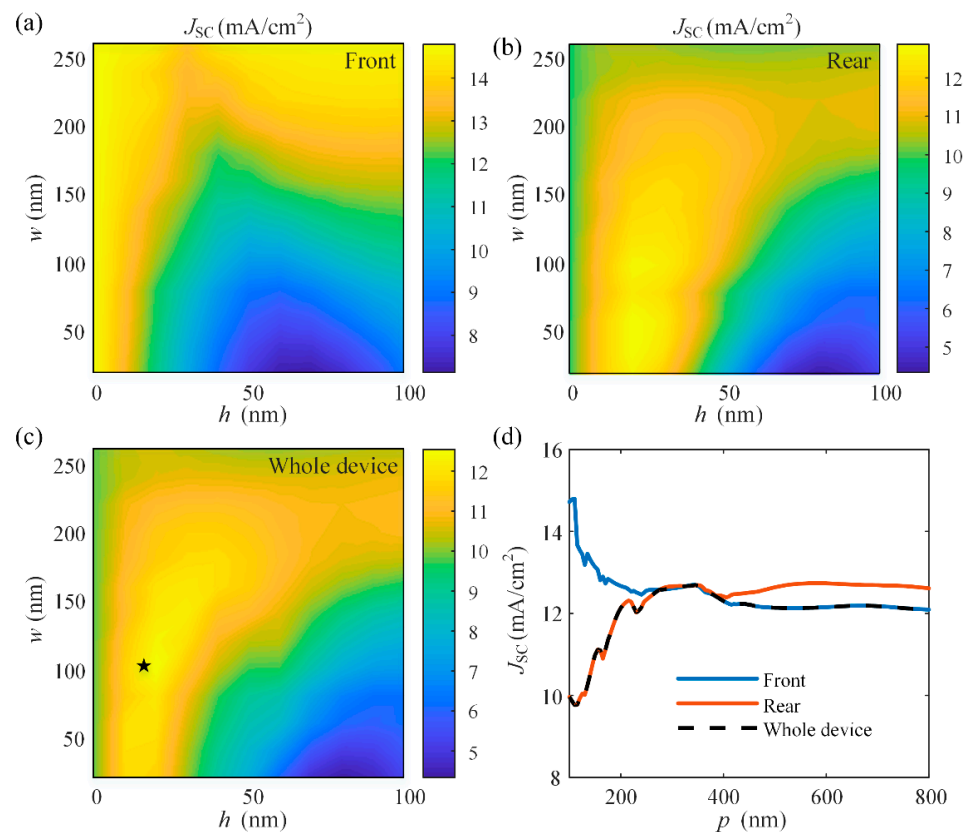 (a)
J_SC (mA/cm²)
Front
250
200
150
100
50
w (nm)
0
50
100
h (nm)
14
13
12
11
10
9
8
(b)
J_SC (mA/cm²)
Rear
250
200
150
100
50
w (nm)
0
50
100
h (nm)
12
11
10
9
8
7
6
5
(c)
Whole device
250
200
150
100
50
w (nm)
0
50
100
h (nm)
12
11
10
9
8
7
6
5
(d)
16
14
12
10
8
J_SC (mA/cm²)
Front
Rear
Whole device
200
400
600
800
p (nm)